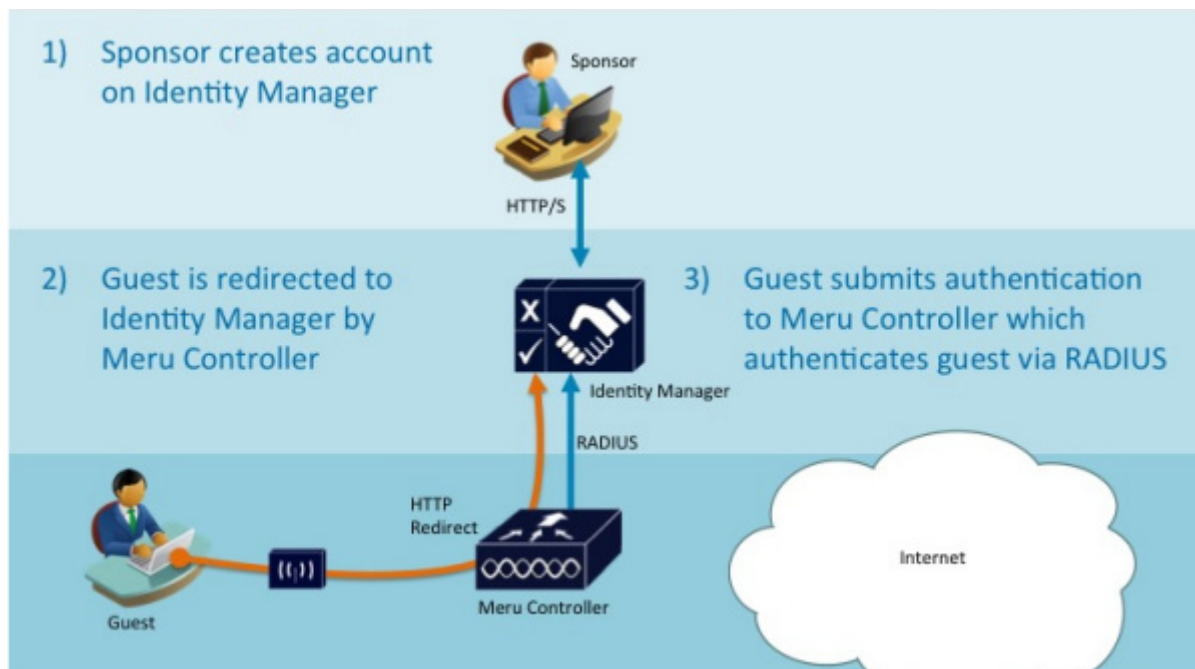 1) Sponsor creates account
on Identity Manager
Sponsor
HTTP/S
2) Guest is redirected to
Identity Manager by
Meru Controller
3) Guest submits authentication
to Meru Controller which
authenticates guest via RADIUS
X
Identity Manager
RADIUS
HTTP
Redirect
Internet
Meru Controller
Guest